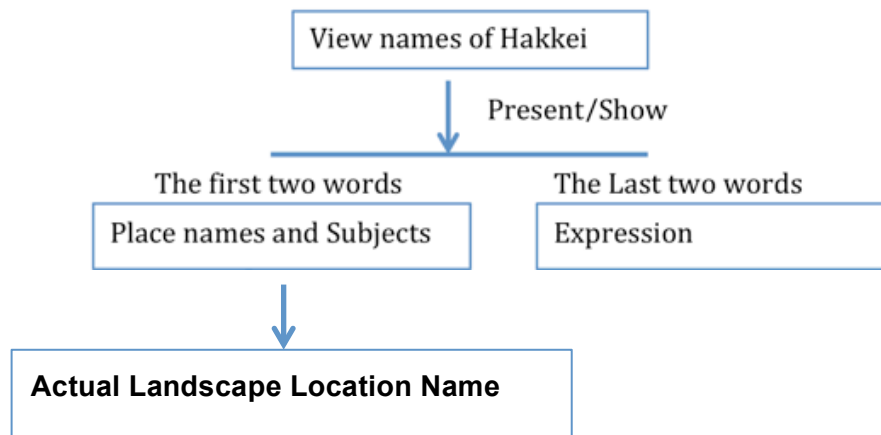 View names of Hakkei
Present/Show
The first two words
The Last two words
Place names and Subjects
Expression
Actual Landscape Location Name